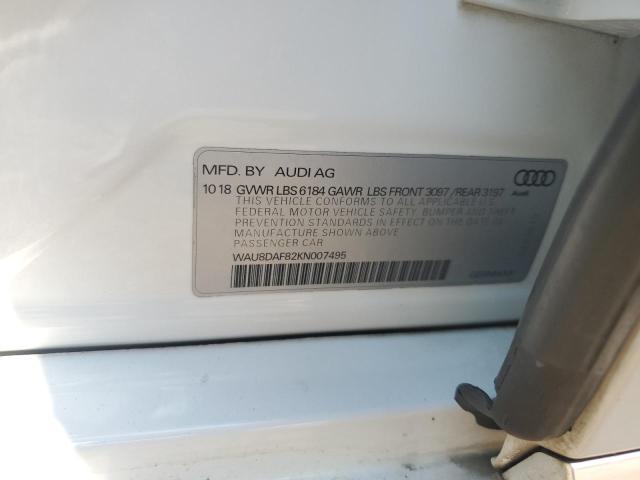 MFD. BY AUDI AG
10 18 GVWR LBS 6184 GAWR LBS FRONT 3097 / REAR 3197
Audi
THIS VEHICLE CONFORMS TO ALL APPLICABLE U.S.
FEDERAL MOTOR VEHICLE SAFETY, BUMPER AND THEFT
PREVENTION STANDARDS IN EFFECT ON THE DATE OF
MANUFACTURE SHOWN ABOVE.
PASSENGER CAR
WAU8DAF82KN007495
GERMANY